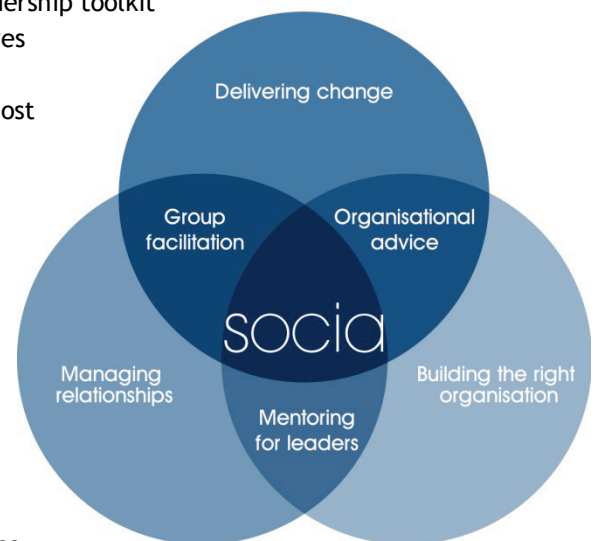 ership toolkit
es
ost
Delivering change
Group
facilitation
Organisational
advice
socia
Managing
relationships
Building the right
organisation
Mentoring
for leaders